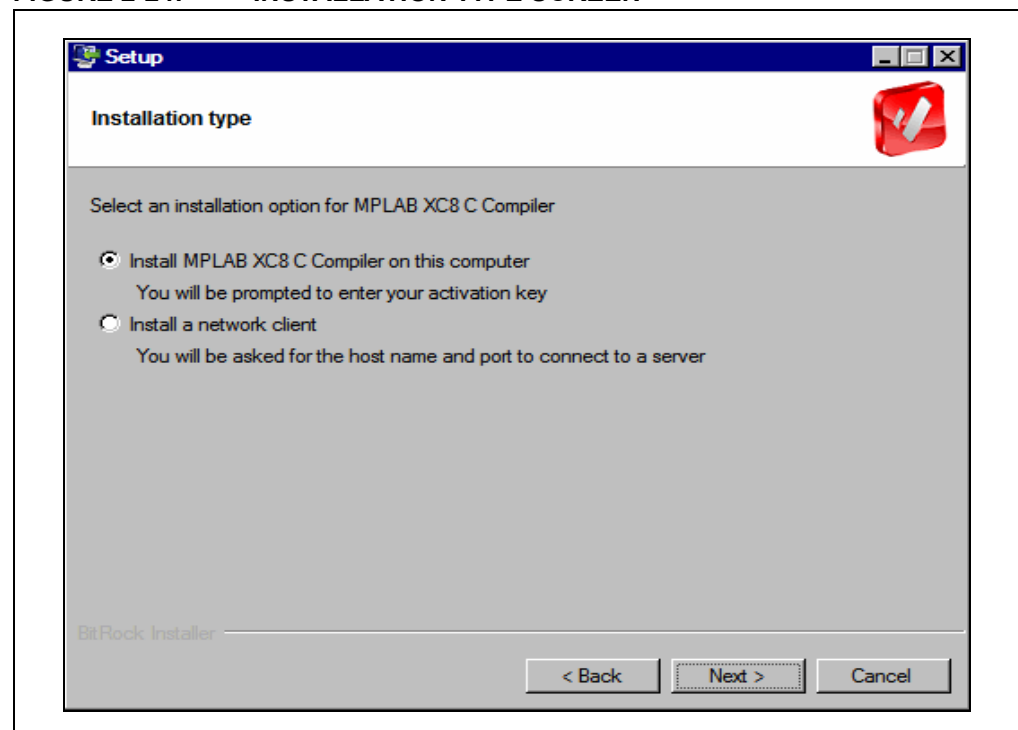 Setup
Installation type
Select an installation option for MPLAB XC8 C Compiler
Install MPLAB XC8 C Compiler on this computer
You will be prompted to enter your activation key
Install a network client
You will be asked for the host name and port to connect to a server
BitRock Installer
< Back Next > Cancel